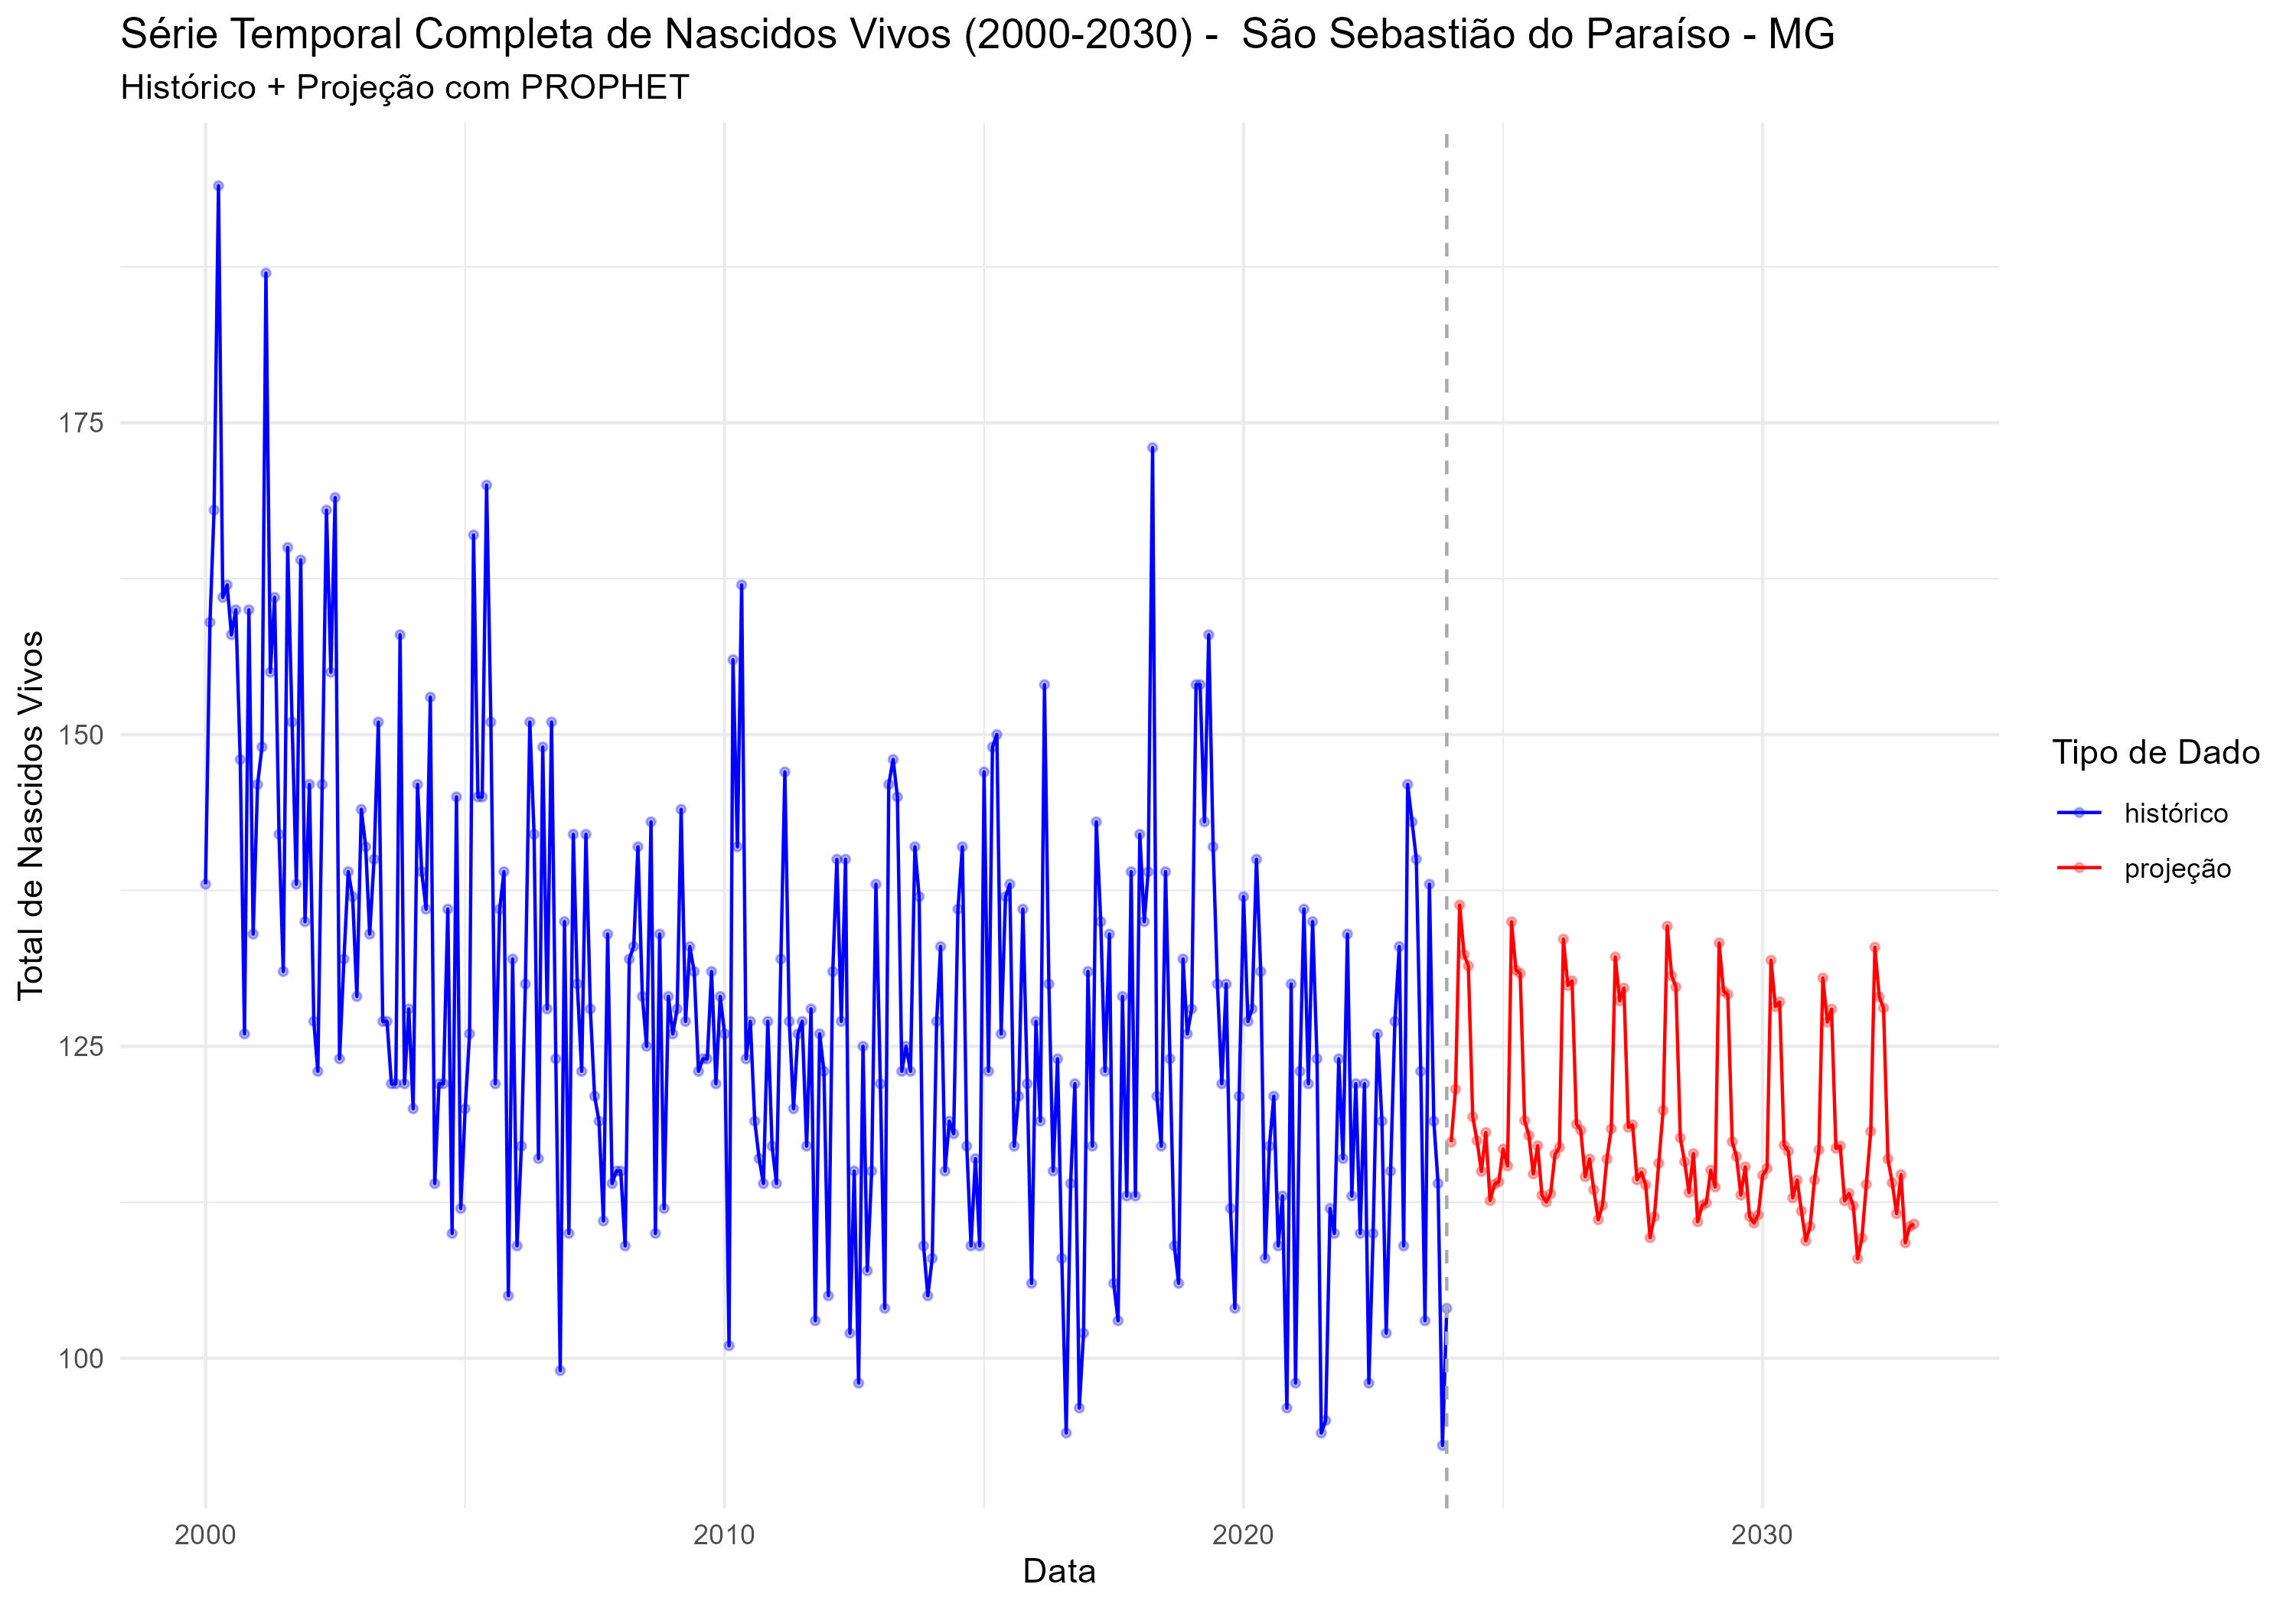 Série Temporal Completa de Nascidos Vivos (2000-2030) -  São Sebastião do Paraíso - MG
Histórico + Projeção com PROPHET
Total de Nascidos Vivos
175
150
125
100
2000
2010
2020
2030
Data
Tipo de Dado
histórico
projeção